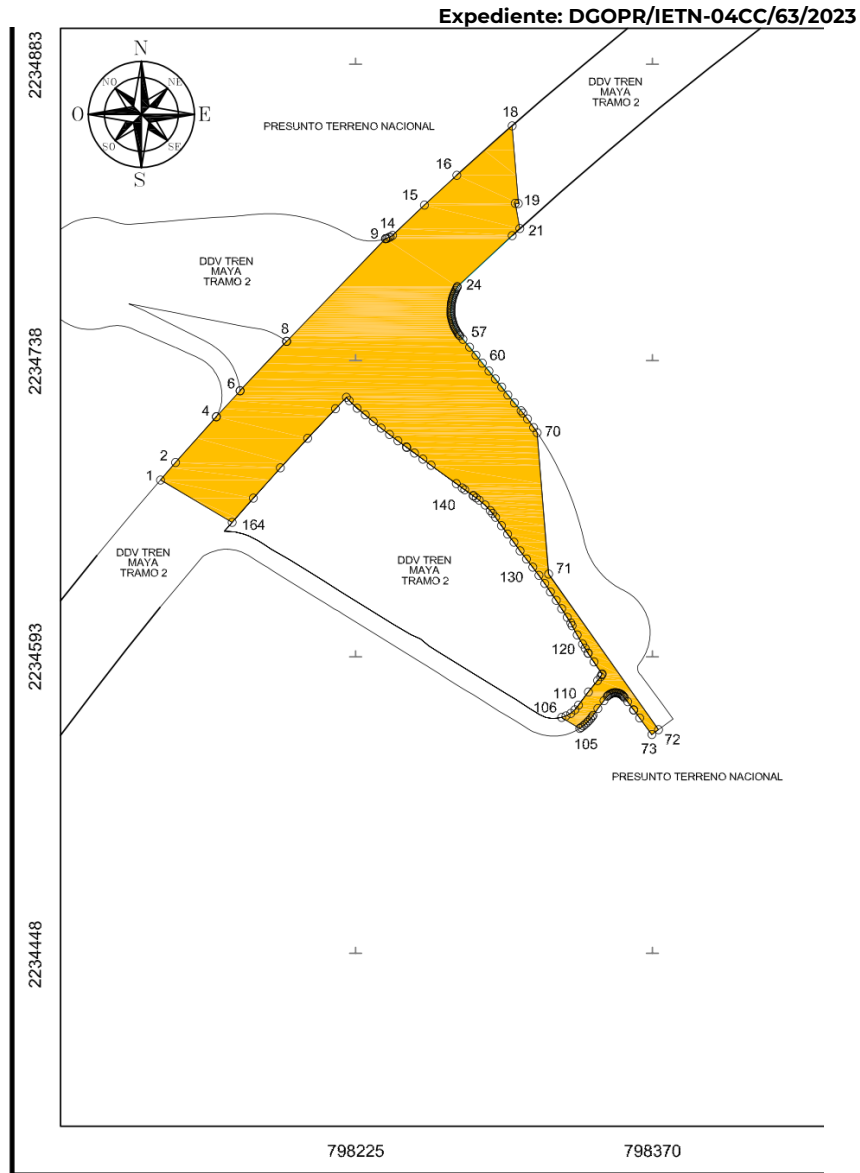 Expediente: DGOPR/IETN-04CC/63/2023
2234883
N
NO
NE
O
E
SO
SE
S
DDV TREN
MAYA
TRAMO 2
PRESUNTO TERRENO NACIONAL
18
16
15
19
14
9
21
DDV TREN
MAYA
TRAMO 2
24
2234738
8
57
60
6
4
70
2
1
140
164
DDV TREN
MAYA
TRAMO 2
DDV TREN
MAYA
TRAMO 2
130
71
2234593
120
110
106
105
72
73
PRESUNTO TERRENO NACIONAL
2234448
798225
798370